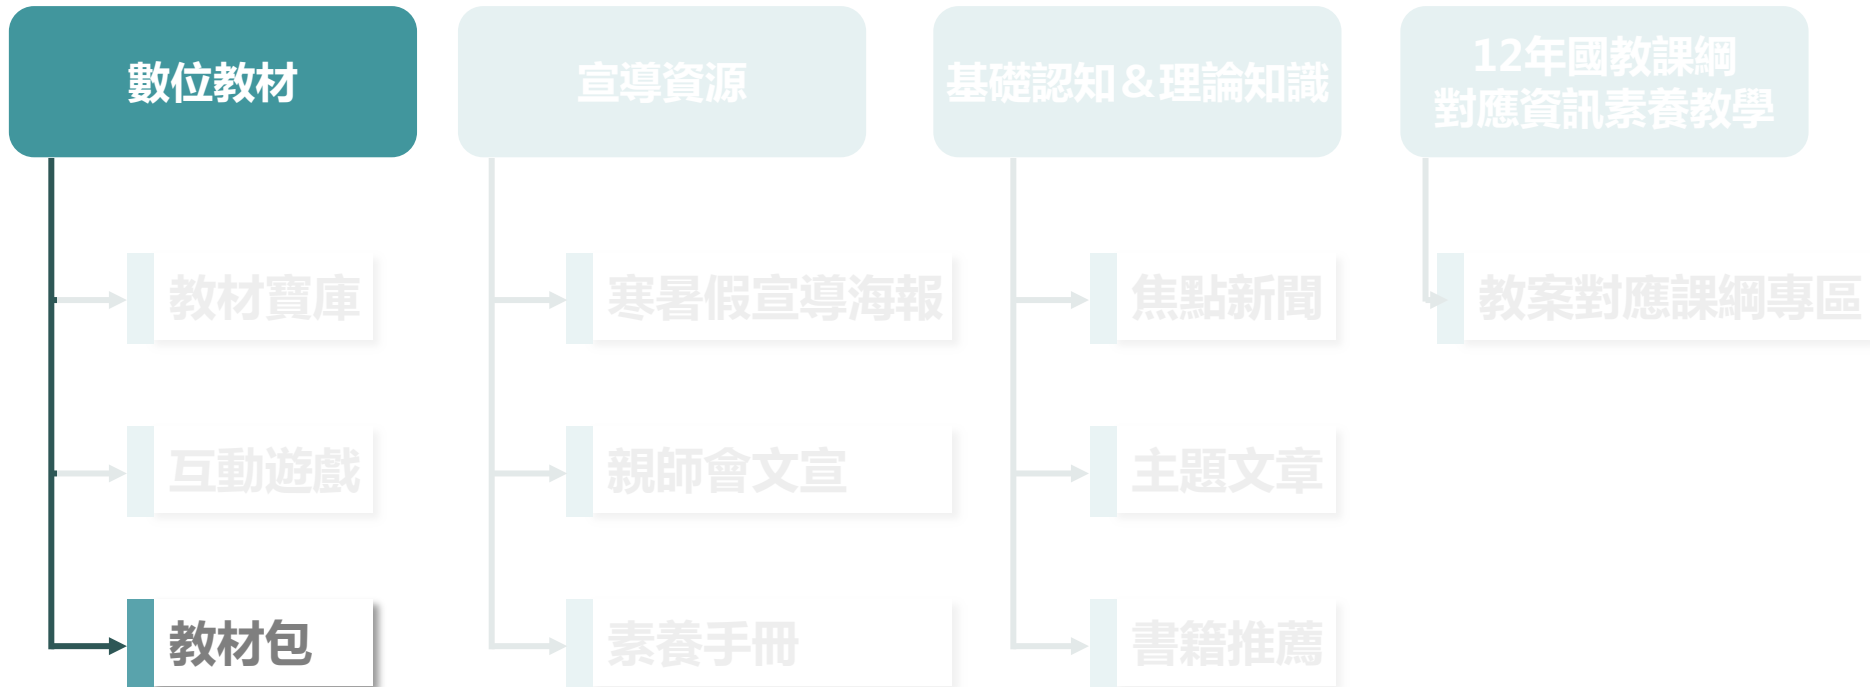 數位教材
教材寶庫
互動遊戲
教材包
宣導資源
寒暑假宣導海報
親師會文宣
素養手冊
基礎認知＆理論知識
焦點新聞
主題文章
書籍推薦
12年國教課綱
對應資訊素養教學
教案對應課綱專區